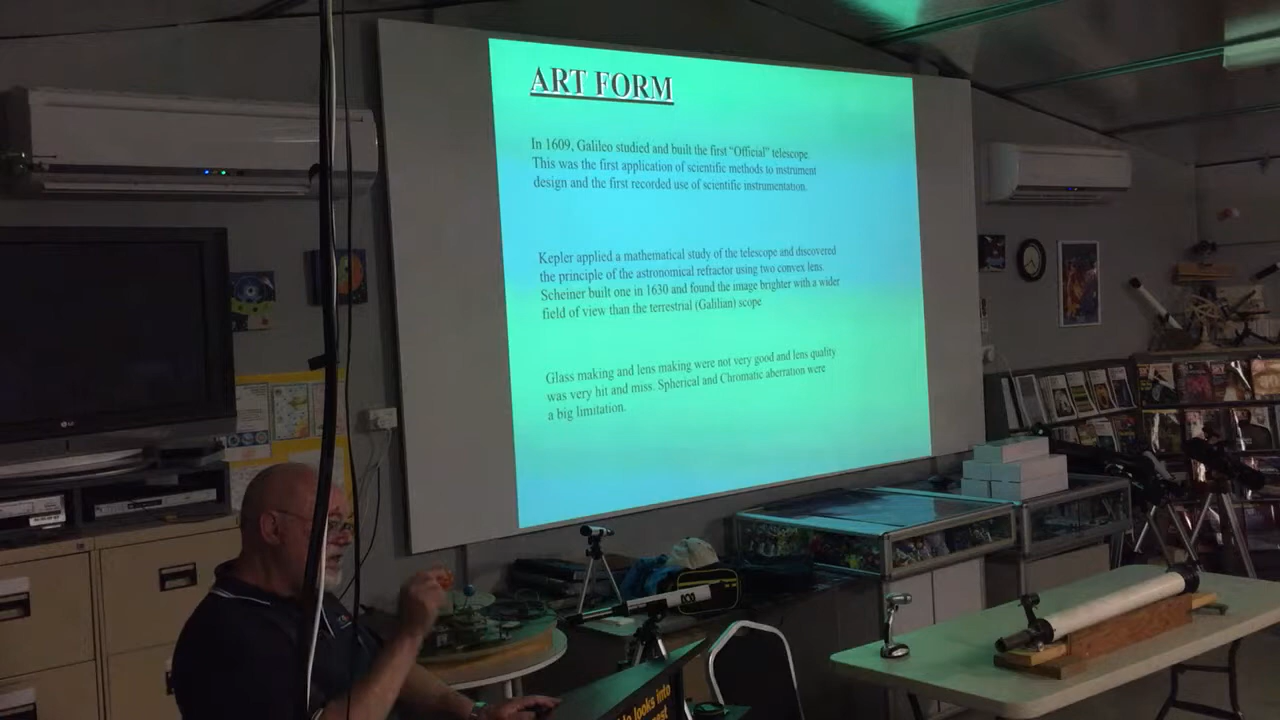 ART FORM
In 1609, Galileo studied and built the first "Official" telescope.
This was the first application of scientific methods to instrument
design and the first recorded use of scientific instrumentation.
Kepler applied a mathematical study of the telescope and discovered
the principle of the astronomical refractor using two convex lens.
Scheiner built one in 1630 and found the image brighter with a wider
field of view than the terrestrial (Galilian) scope
Glass making and lens making were not very good and lens quality
was very hit and miss. Spherical and Chromatic aberration were
a big limitation.
LG
looks into